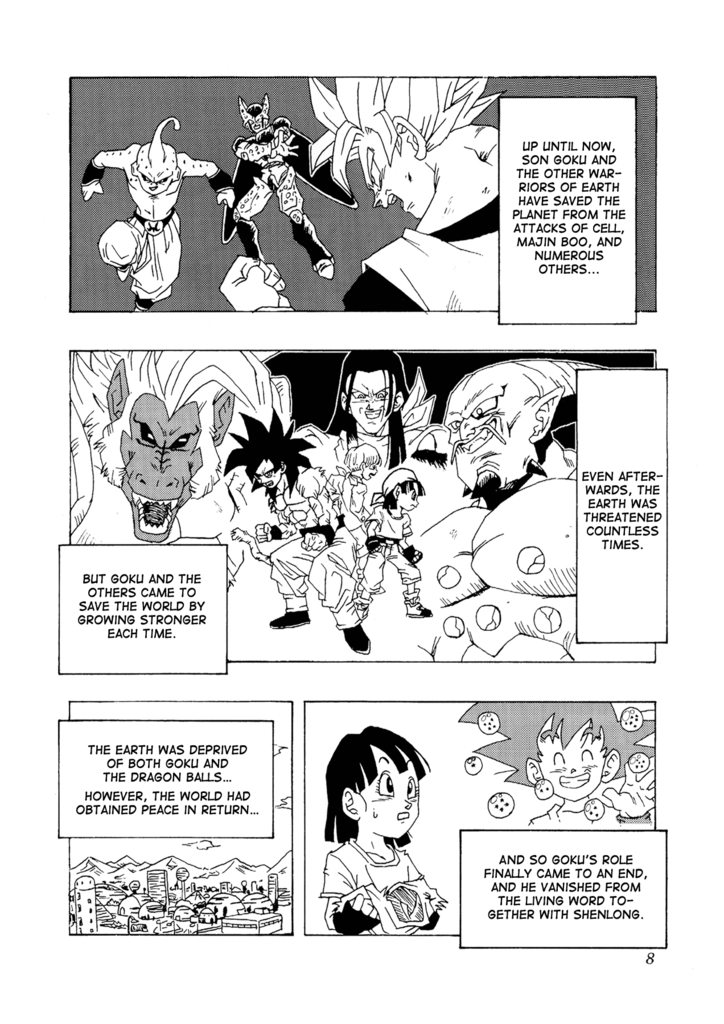 UP UNTIL NOW,
SON GOKU AND
THE OTHER WAR-
RIORS OF EARTH
HAVE SAVED THE
PLANET FROM THE
ATTACKS OF CELL,
MAJIN BOO, AND
NUMEROUS
OTHERS...
EVEN AFTER-
WARDS, THE
EARTH WAS
THREATENED
COUNTLESS
TIMES.
BUT GOKU AND THE
OTHERS CAME TO
SAVE THE WORLD BY
GROWING STRONGER
EACH TIME.
THE EARTH WAS DEPRIVED
OF BOTH GOKU AND
THE DRAGON BALLS...
HOWEVER, THE WORLD HAD
OBTAINED PEACE IN RETURN...
AND SO GOKU'S ROLE
FINALLY CAME TO AN END,
AND HE VANISHED FROM
THE LIVING WORD TO-
GETHER WITH SHENLONG.
8